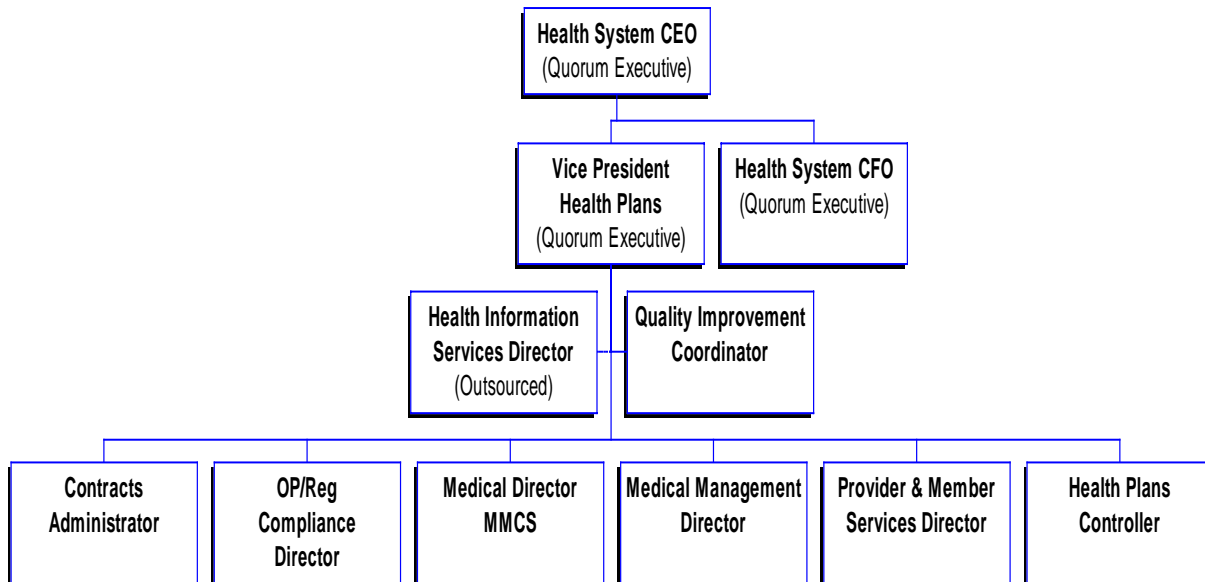 Health System CEO
(Quorum Executive)
Vice President
Health Plans
(Quorum Executive)
Health System CFO
(Quorum Executive)
Health Information
Services Director
(Outsourced)
Quality Improvement
Coordinator
Contracts
Administrator
OP/Reg
Compliance
Director
Medical Director
MMCS
Medical Management
Director
Provider & Member
Services Director
Health Plans
Controller